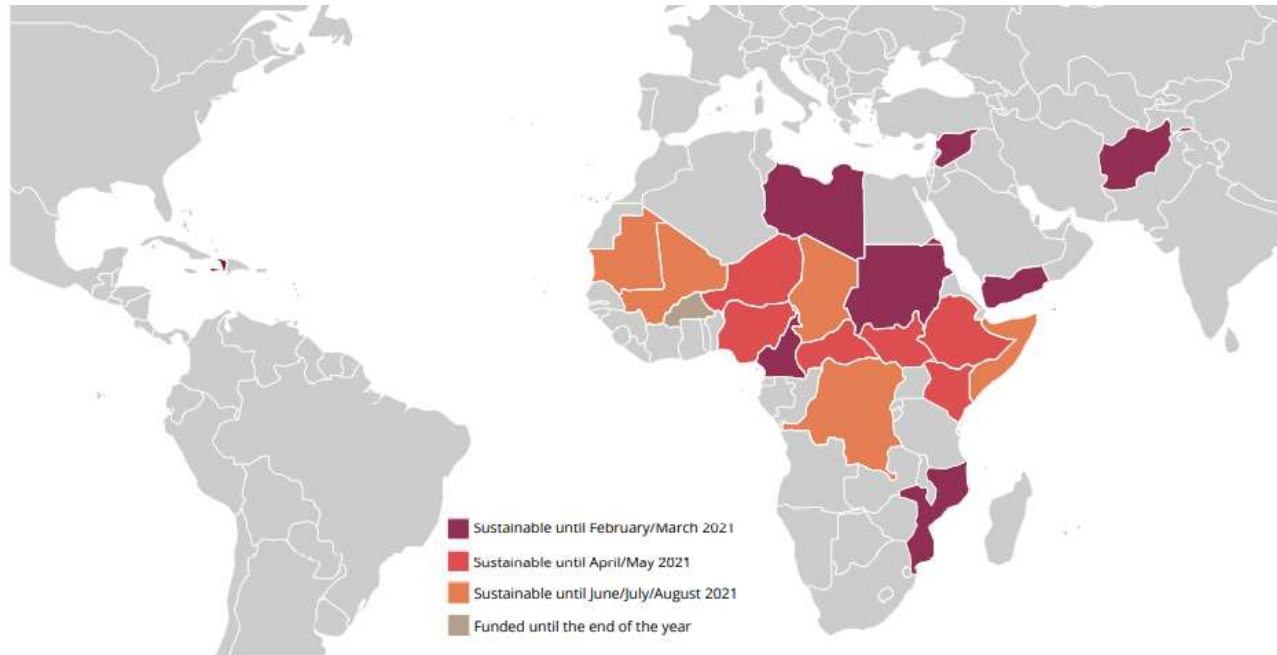 Sustainable until February/March 2021
Sustainable until April/May 2021
Sustainable until June/July/August 2021
Funded until the end of the year